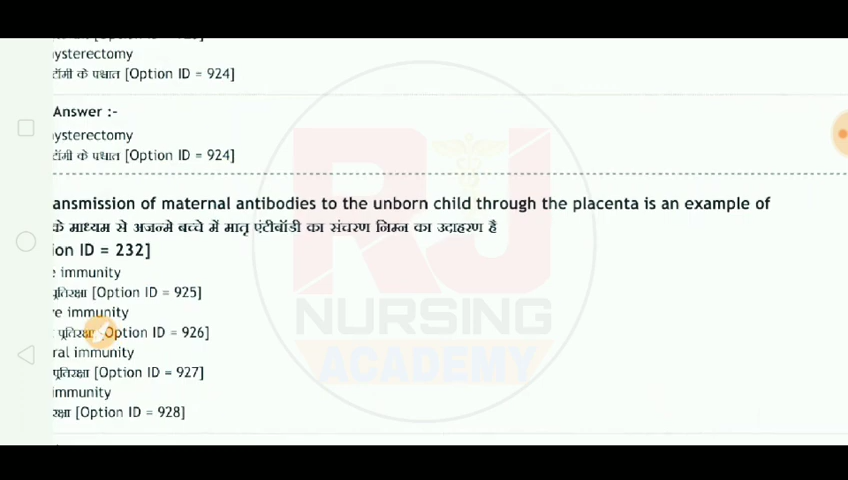 ysterectomy
टॉमी के पश्चात [Option ID = 924]
Answer :-
ysterectomy
टॉमी के पश्चात [Option ID = 924]
ansmission of maternal antibodies to the unborn child through the placenta is an example of
के माध्यम से अजन्मे बच्चे में मातृ एंटीबॉडी का संचरण निम्न का उदाहरण है
ion ID = 232]
e immunity
प्रतिरक्षा [Option ID = 925]
ve immunity
प्रतिरक्षा Option ID = 926]
ral immunity
प्रतिरक्षा [Option ID = 927]
immunity
रक्षा [Option ID = 928]
RJ
NURSING
ACADEMY